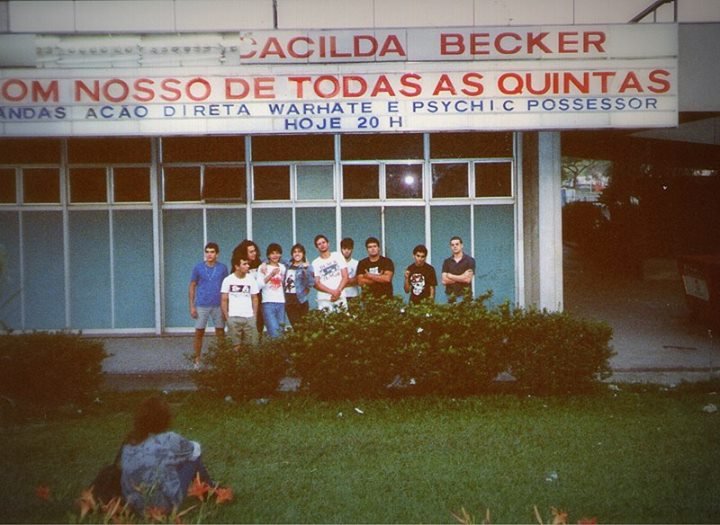 CACILDA BECKER
OM NOSSO DE TODAS AS QUINTAS
ANDAS ACAO DIRETA WARHATE E PSYCHIC POSSESSOR
HOJE 20 H